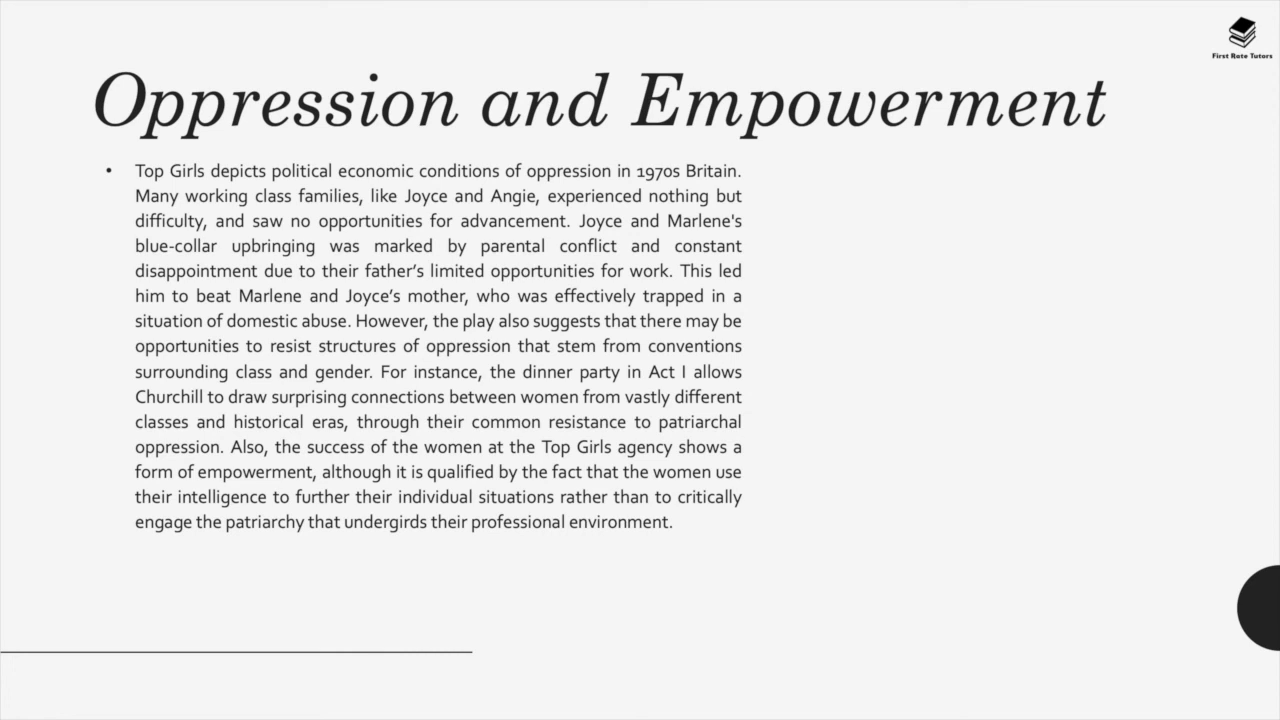 First Rate Tutors
Oppression and Empowerment
• Top Girls depicts political economic conditions of oppression in 1970s Britain.
Many working class families, like Joyce and Angie, experienced nothing but
difficulty, and saw no opportunities for advancement. Joyce and Marlene's
blue-collar upbringing was marked by parental conflict and constant
disappointment due to their father’s limited opportunities for work. This led
him to beat Marlene and Joyce’s mother, who was effectively trapped in a
situation of domestic abuse. However, the play also suggests that there may be
opportunities to resist structures of oppression that stem from conventions
surrounding class and gender. For instance, the dinner party in Act I allows
Churchill to draw surprising connections between women from vastly different
classes and historical eras, through their common resistance to patriarchal
oppression. Also, the success of the women at the Top Girls agency shows a
form of empowerment, although it is qualified by the fact that the women use
their intelligence to further their individual situations rather than to critically
engage the patriarchy that undergirds their professional environment.